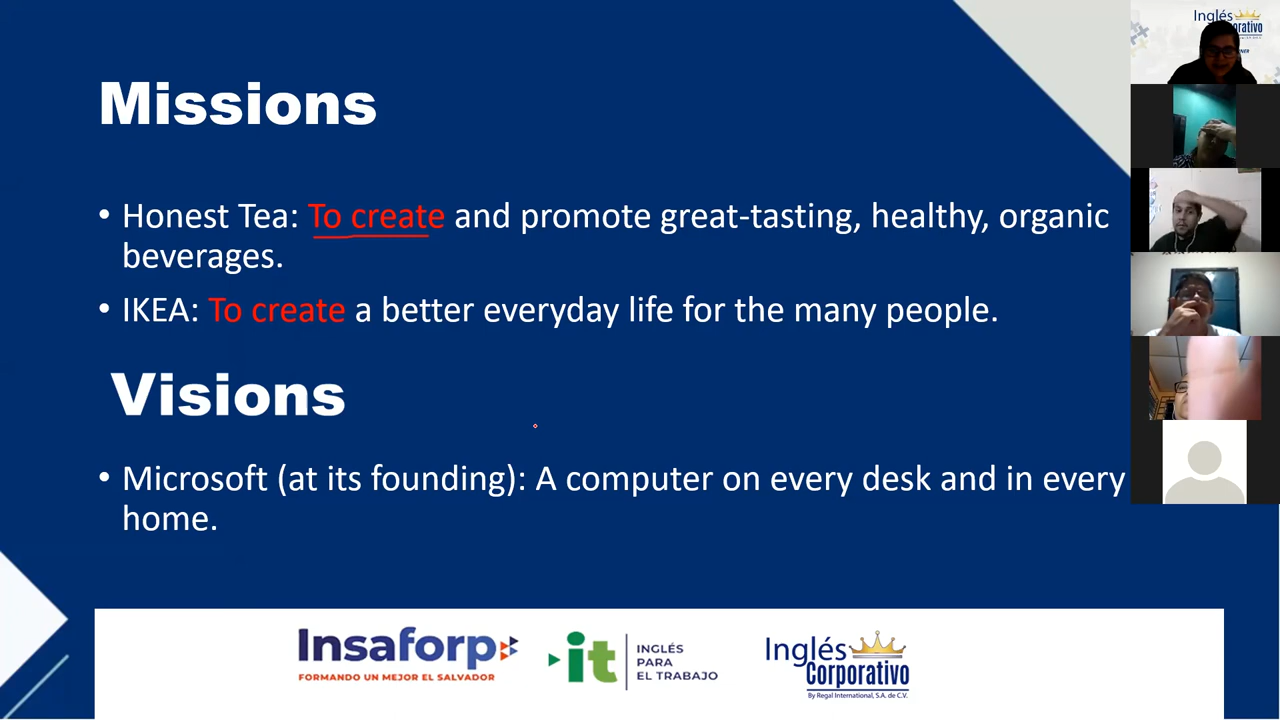 Missions
• Honest Tea: To create and promote great-tasting, healthy, organic
beverages.
• IKEA: To create a better everyday life for the many people.
Visions
• Microsoft (at its founding): A computer on every desk and in every
home.
Insaforp
FORMANDO UN MEJOR EL SALVADOR
it
INGLÉS
PARA
EL TRABAJO
Inglés
Corporativo
By Regal International, S.A. de C.V.
Inglés